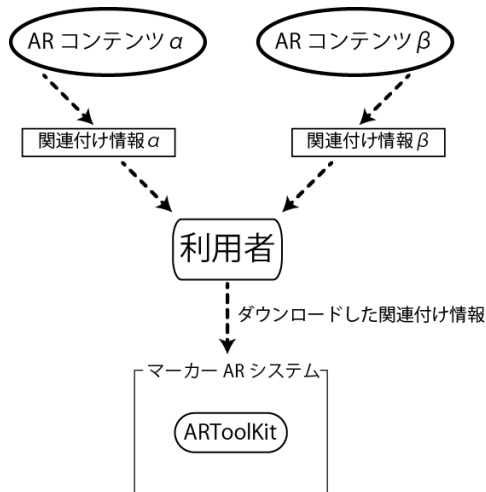 AR コンテンツ α
AR コンテンツ β
関連付け情報 α
関連付け情報 β
利用者
ダウンロードした関連付け情報
マーカー AR システム
ARToolKit